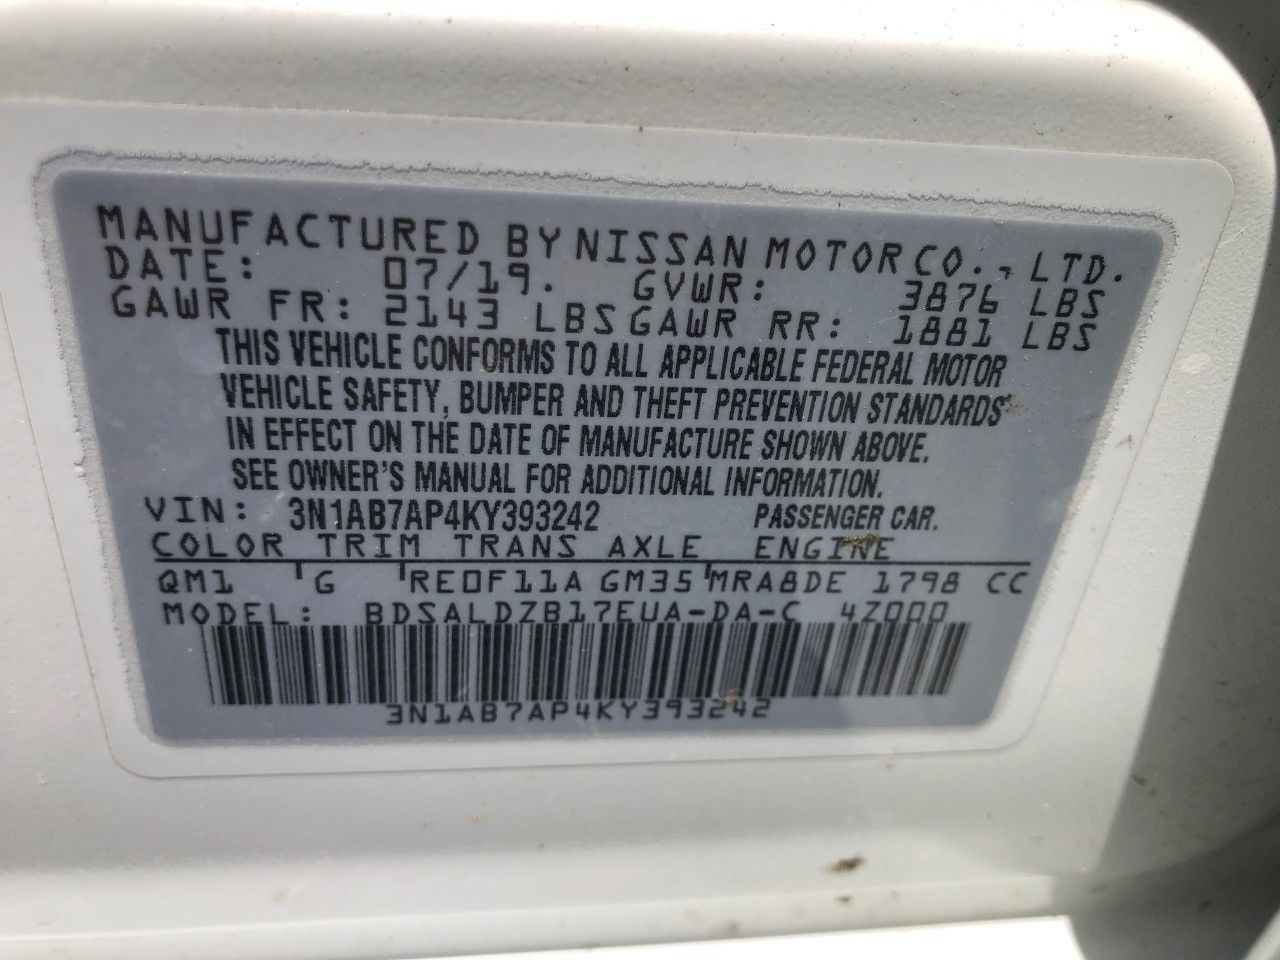 MANUFACTURED BY NISSAN MOTOR CO., LTD.
DATE: 07/19. GVWR: 3876 LBS
GAWR FR: 2143 LBS GAWR RR: 1881 LBS
THIS VEHICLE CONFORMS TO ALL APPLICABLE FEDERAL MOTOR
VEHICLE SAFETY, BUMPER AND THEFT PREVENTION STANDARDS
IN EFFECT ON THE DATE OF MANUFACTURE SHOWN ABOVE.
SEE OWNER'S MANUAL FOR ADDITIONAL INFORMATION.
VIN: 3N1AB7AP4KY393242 PASSENGER CAR.
COLOR TRIM TRANS AXLE ENGINE
QM1 ' G 'RE0F11A GM35'MRA8DE 1798 CC
MODEL: BDSALDZB17EUA-DA-C 4Z000
3N1AB7AP4KY393242